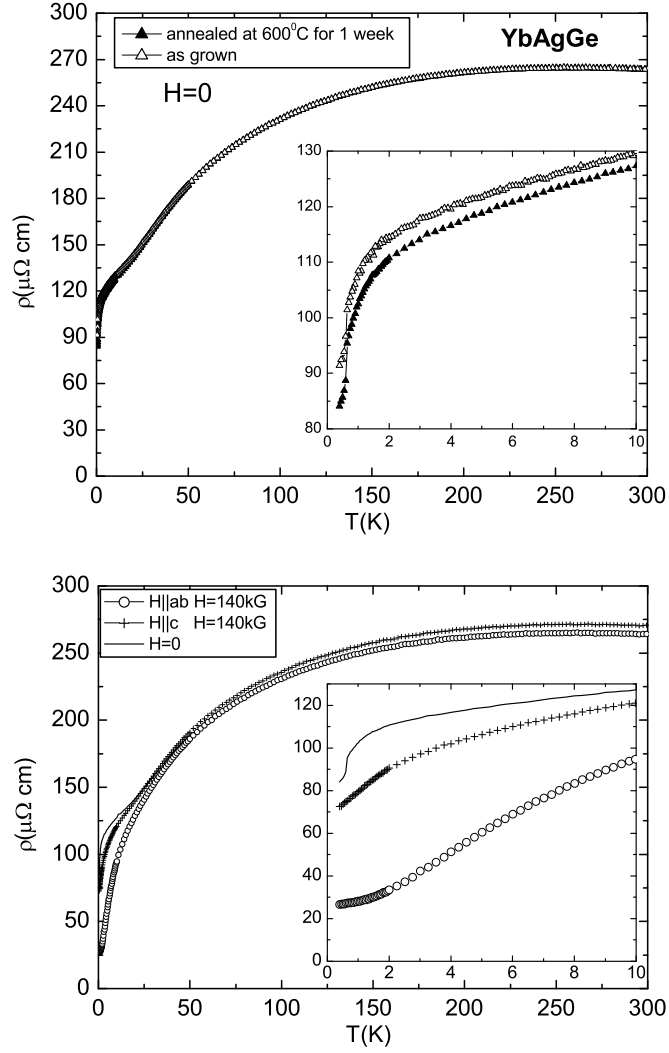 300
annealed at 600⁰C for 1 week
as grown
YbAgGe
H=0
270
240
210
180
150
120
90
60
30
0
ρ(μΩ cm)
130
120
110
100
90
80
0 2 4 6 8 10
0 50 100 150 200 250 300
T(K)
300
H||ab H=140kG
H||c H=140kG
H=0
250
200
150
100
50
0
ρ(μΩ cm)
120
100
80
60
40
20
0
0 2 4 6 8 10
0 50 100 150 200 250 300
T(K)